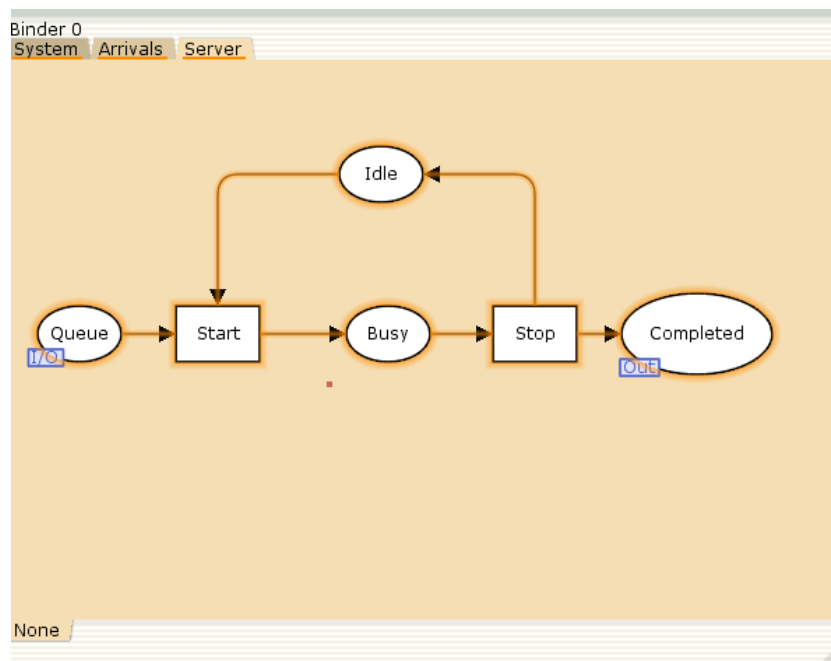 Binder 0
System Arrivals Server
Idle
Queue Start Busy Stop Completed
I/O Out
None